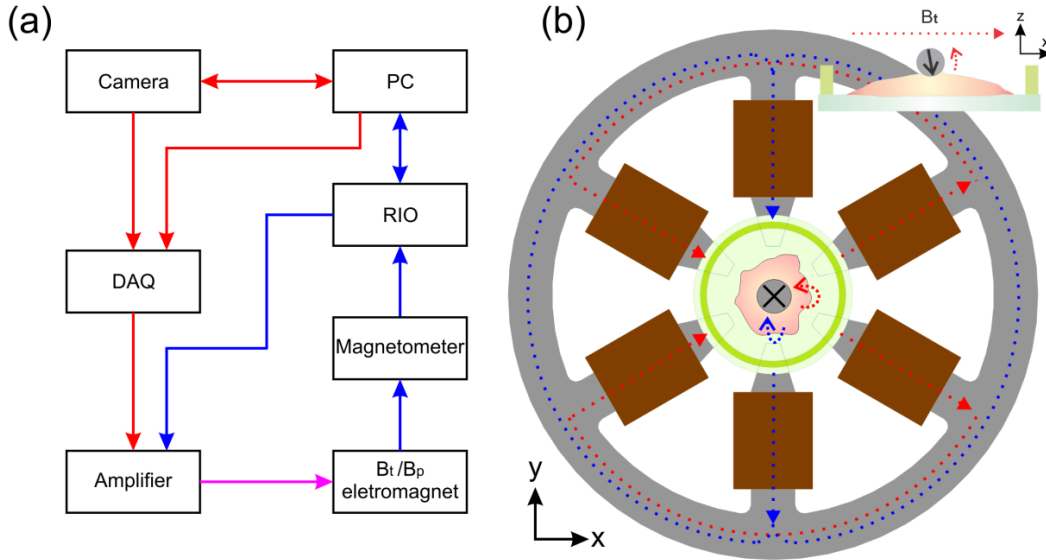 (a)
Camera
PC
RIO
DAQ
Magnetometer
Amplifier
Bt/Bp
eletromagnet
(b)
Bt
z
x
y
x